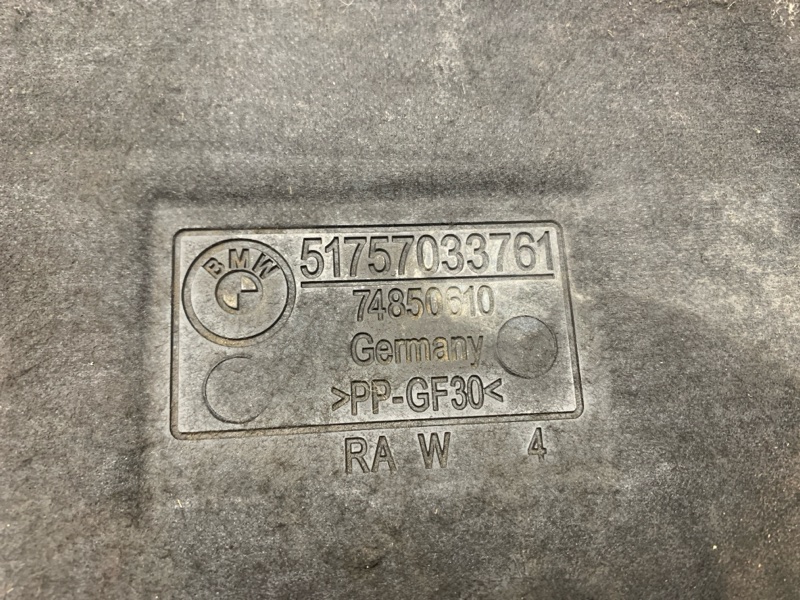 BMW
51757033761
74850610
Germany
>PP-GF30<
RA W 4